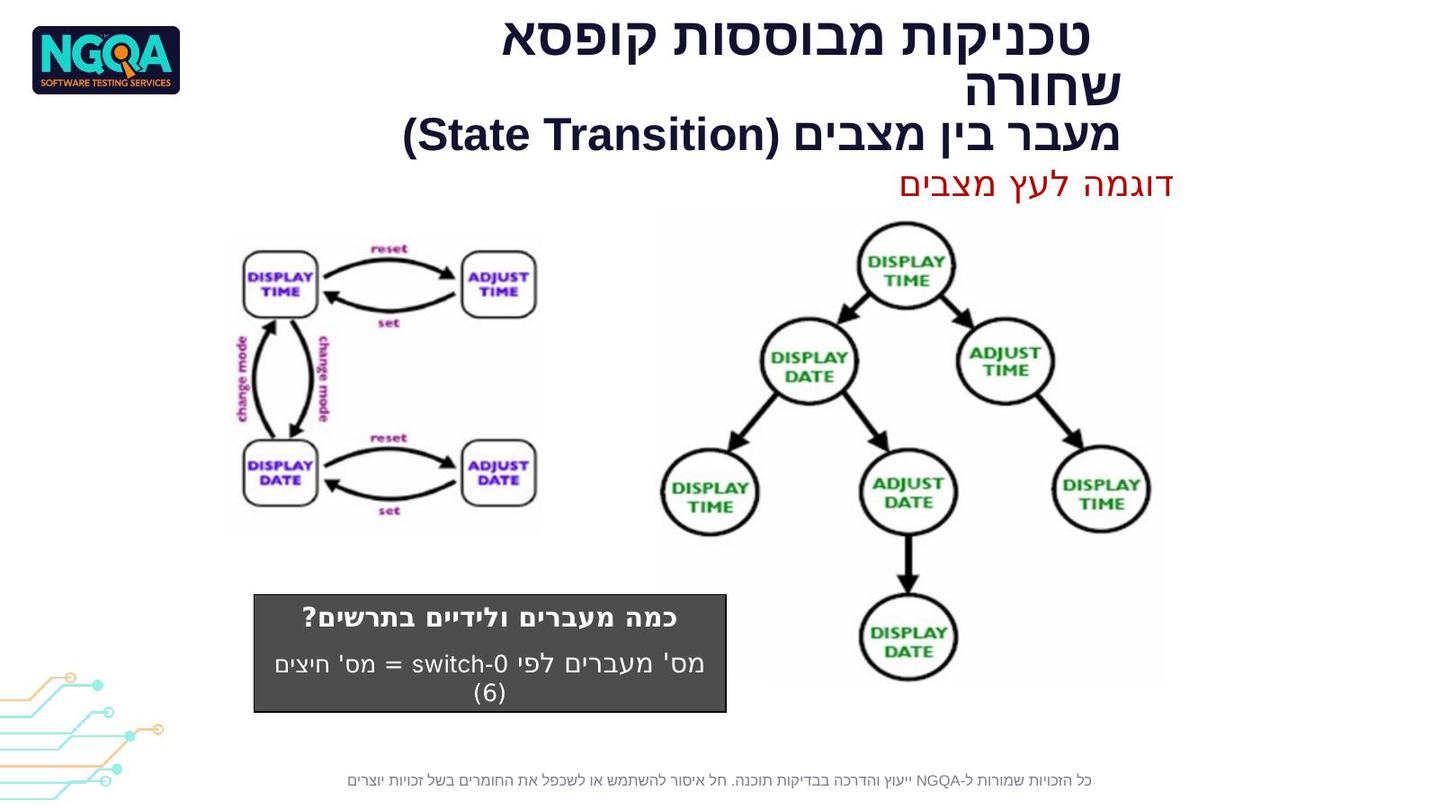 NGQA
SOFTWARE TESTING SERVICES
טכניקות מבוססות קופסא
שחורה
מעבר בין מצבים (State Transition)
דוגמה לעץ מצבים
reset
DISPLAY
TIME
ADJUST
TIME
set
change mode
change mode
reset
DISPLAY
DATE
ADJUST
DATE
set
DISPLAY
TIME
DISPLAY
DATE
ADJUST
TIME
DISPLAY
TIME
ADJUST
DATE
DISPLAY
TIME
DISPLAY
DATE
כמה מעברים ולידיים בתרשים?
מס' מעברים לפי switch-0 = מס' חיצים
(6)
כל הזכויות שמורות ל-NGQA ייעוץ והדרכה בבדיקות תוכנה. חל איסור להשתמש או לשכפל את החומרים בשל זכויות יוצרים